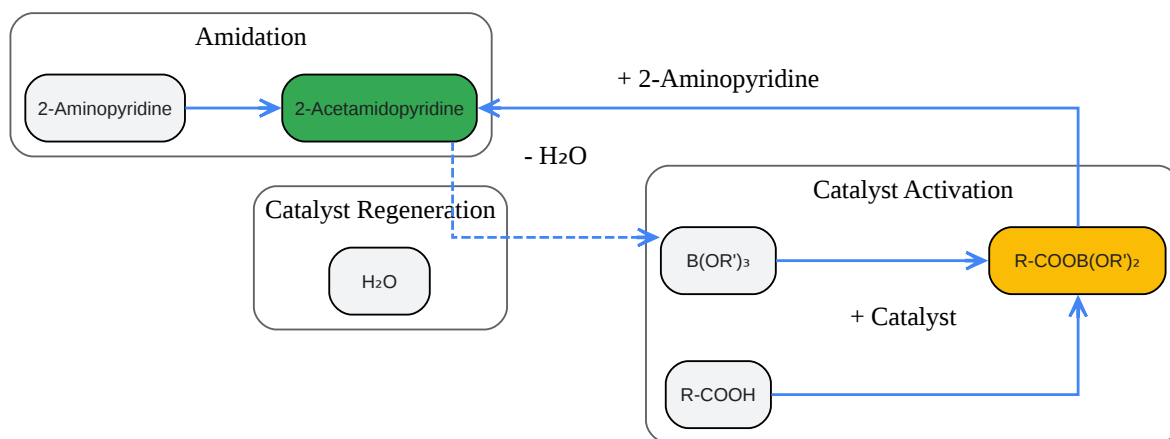 Amidation
2-Aminopyridine
2-Acetamidopyridine
+ 2-Aminopyridine
- H₂O
Catalyst Regeneration
H₂O
Catalyst Activation
B(OR')₃
R-COOB(OR')₂
+ Catalyst
R-COOH